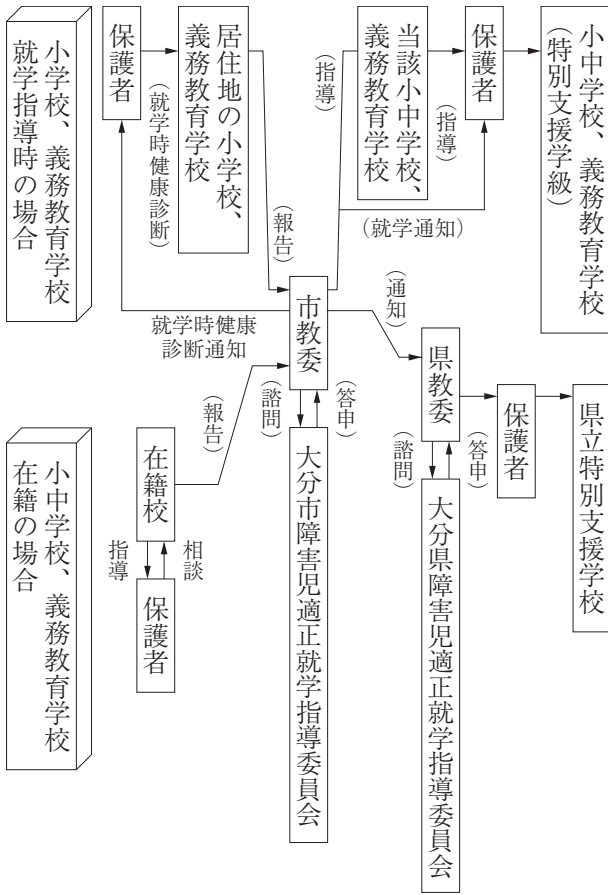 小学校、義務教育学校
就学指導時の場合
保護者
(就学時健康診断)
居住地の小学校、
義務教育学校
(報告)
就学時健康
診断通知
市教委
(指導)
当該小中学校、
義務教育学校
(指導)
保護者
(就学通知)
小中学校、義務教育学校
(特別支援学級)
(通知)
県教委
(諮問)
(答申)
大分県障害児適正就学指導委員会
保護者
県立特別支援学校
(諮問)
(答申)
大分市障害児適正就学指導委員会
小中学校、義務教育学校
在籍の場合
在籍校
(報告)
指導
相談
保護者